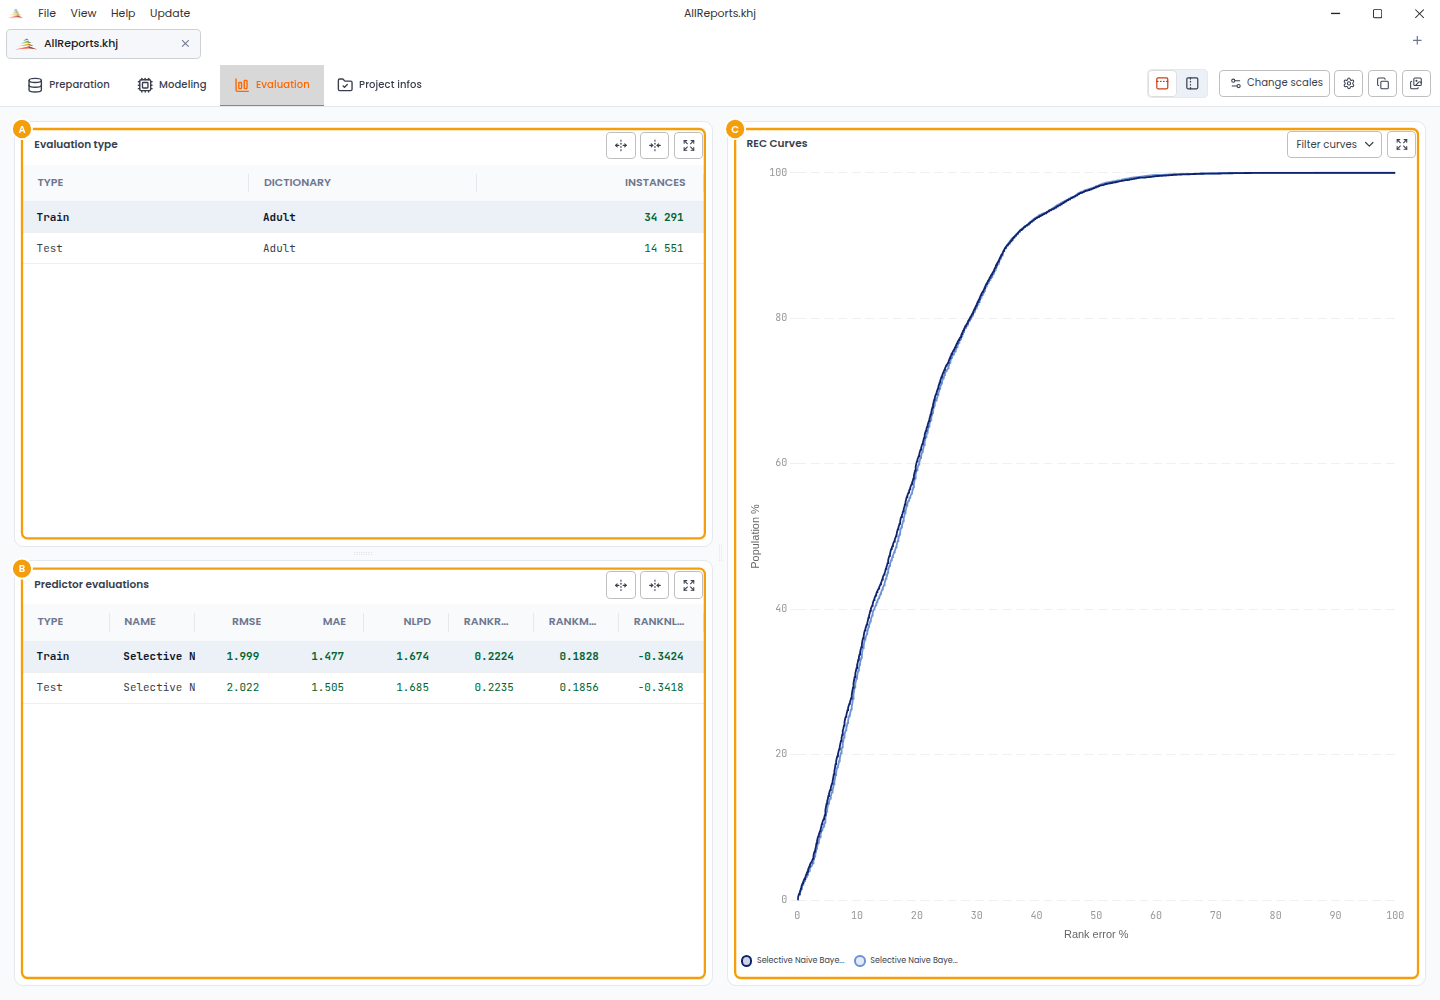 File View Help Update
AllReports.khj
AllReports.khj
Preparation
Modeling
Evaluation
Project infos
Change scales
A
Evaluation type
TYPE DICTIONARY INSTANCES
Train Adult 34 291
Test Adult 14 551
B
Predictor evaluations
TYPE NAME RMSE MAE NLPD RANKR... RANKM... RANKNL...
Train Selective N 1.999 1.477 1.674 0.2224 0.1828 -0.3424
Test Selective N 2.022 1.505 1.685 0.2235 0.1856 -0.3418
C
REC Curves
Filter curves
100
80
60
40
20
0
Population %
0 10 20 30 40 50 60 70 80 90 100
Rank error %
Selective Naive Baye... Selective Naive Baye...